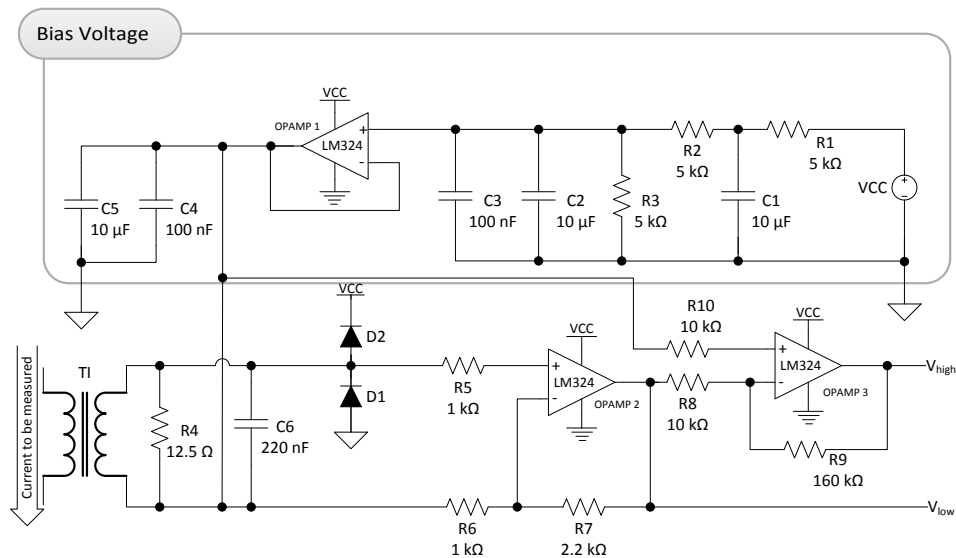 Bias Voltage
VCC
OPAMP 1
LM324
+
-
R2
5 kΩ
R1
5 kΩ
C5
10 µF
C4
100 nF
C3
100 nF
C2
10 µF
R3
5 kΩ
C1
10 µF
VCC
+
-
VCC
D2
D1
R10
10 kΩ
VCC
LM324
+
-
OPAMP 2
VCC
LM324
+
-
OPAMP 3
Current to be measured
TI
R4
12.5 Ω
C6
220 nF
R5
1 kΩ
R8
10 kΩ
R9
160 kΩ
Vhigh
R6
1 kΩ
R7
2.2 kΩ
Vlow